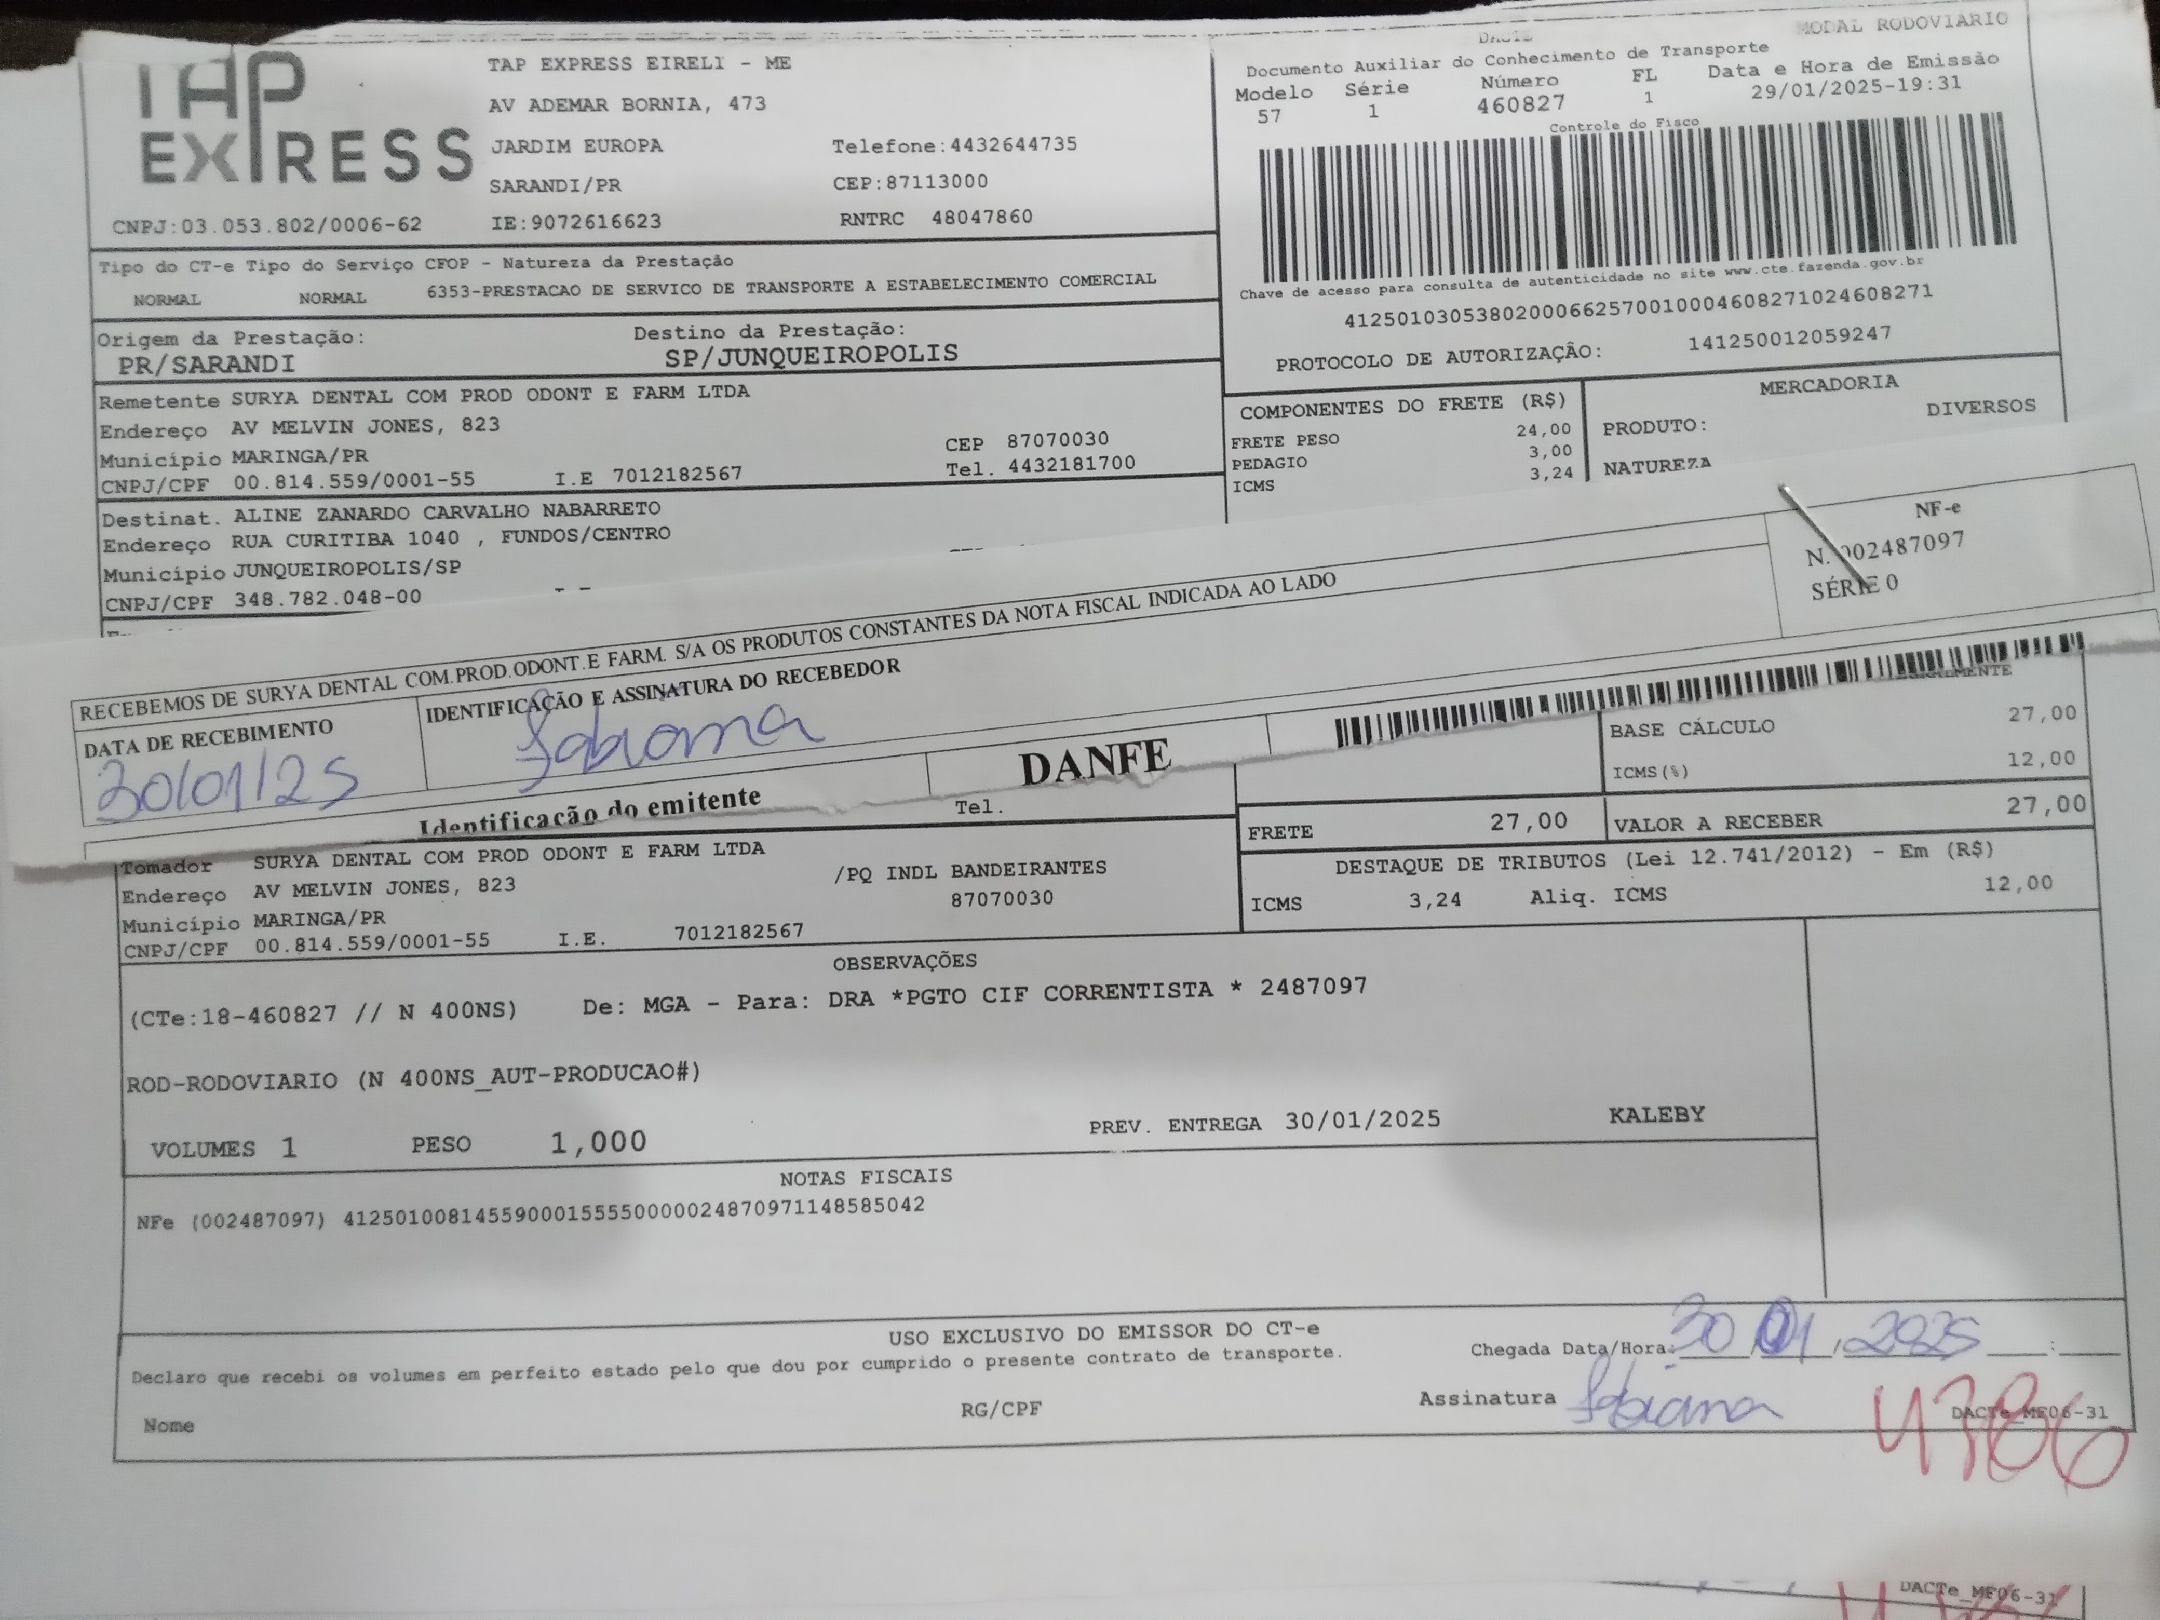 TAP
EXPRESS
CNPJ:03.053.802/0006-62
TAP EXPRESS EIRELI - ME
AV ADEMAR BORNIA, 473
JARDIM EUROPA Telefone:4432644735
SARANDI/PR CEP:87113000
IE:9072616623 RNTRC 48047860
DACTE MODAL RODOVIARIO
Documento Auxiliar do Conhecimento de Transporte
Modelo Série Número FL Data e Hora de Emissão
57 1 460827 1 29/01/2025-19:31
Controle do Fisco
Chave de acesso para consulta de autenticidade no site www.cte.fazenda.gov.br
41250103053802000662570010004608271024608271
PROTOCOLO DE AUTORIZAÇÂO: 141250012059247
Tipo do CT-e Tipo do Serviço CFOP - Natureza da Prestação
NORMAL NORMAL 6353-PRESTACAO DE SERVICO DE TRANSPORTE A ESTABELECIMENTO COMERCIAL
Origem da Prestação: Destino da Prestação:
PR/SARANDI SP/JUNQUEIROPOLIS
Remetente SURYA DENTAL COM PROD ODONT E FARM LTDA
Endereço AV MELVIN JONES, 823
Município MARINGA/PR CEP 87070030
CNPJ/CPF 00.814.559/0001-55 I.E 7012182567 Tel. 4432181700
COMPONENTES DO FRETE (R$)
FRETE PESO 24,00
PEDAGIO 3,00
ICMS 3,24
MERCADORIA
PRODUTO: DIVERSOS
NATUREZA
Destinat. ALINE ZANARDO CARVALHO NABARRETO
Endereço RUA CURITIBA 1040 , FUNDOS/CENTRO
Município JUNQUEIROPOLIS/SP
CNPJ/CPF 348.782.048-00
RECEBEMOS DE SURYA DENTAL COM.PROD.ODONT.E FARM. S/A OS PRODUTOS CONSTANTES DA NOTA FISCAL INDICADA AO LADO
NF-e
N. 002487097
SÉRIE 0
DATA DE RECEBIMENTO IDENTIFICAÇÃO E ASSINATURA DO RECEBEDOR
30/01/25 Fabiana
Identificação do emitente DANFE
Tel.
BASE CÁLCULO 27,00
ICMS(%) 12,00
FRETE 27,00 VALOR A RECEBER 27,00
Tomador SURYA DENTAL COM PROD ODONT E FARM LTDA
Endereço AV MELVIN JONES, 823 /PQ INDL BANDEIRANTES
Município MARINGA/PR 87070030
CNPJ/CPF 00.814.559/0001-55 I.E. 7012182567
DESTAQUE DE TRIBUTOS (Lei 12.741/2012) - Em (R$)
ICMS 3,24 Aliq. ICMS 12,00
OBSERVAÇÕES
(CTe:18-460827 // N 400NS) De: MGA - Para: DRA *PGTO CIF CORRENTISTA * 2487097
ROD-RODOVIARIO (N 400NS_AUT-PRODUCAO#)
VOLUMES 1 PESO 1,000 PREV. ENTREGA 30/01/2025 KALEBY
NOTAS FISCAIS
NFe (002487097) 41250100814559000155550000024870971148585042
USO EXCLUSIVO DO EMISSOR DO CT-e
Declaro que recebi os volumes em perfeito estado pelo que dou por cumprido o presente contrato de transporte.
Chegada Data/Hora: 30/01/2025 :
Nome RG/CPF Assinatura Fabiana
DACTe_MF06-31
DACTe_MF06-31